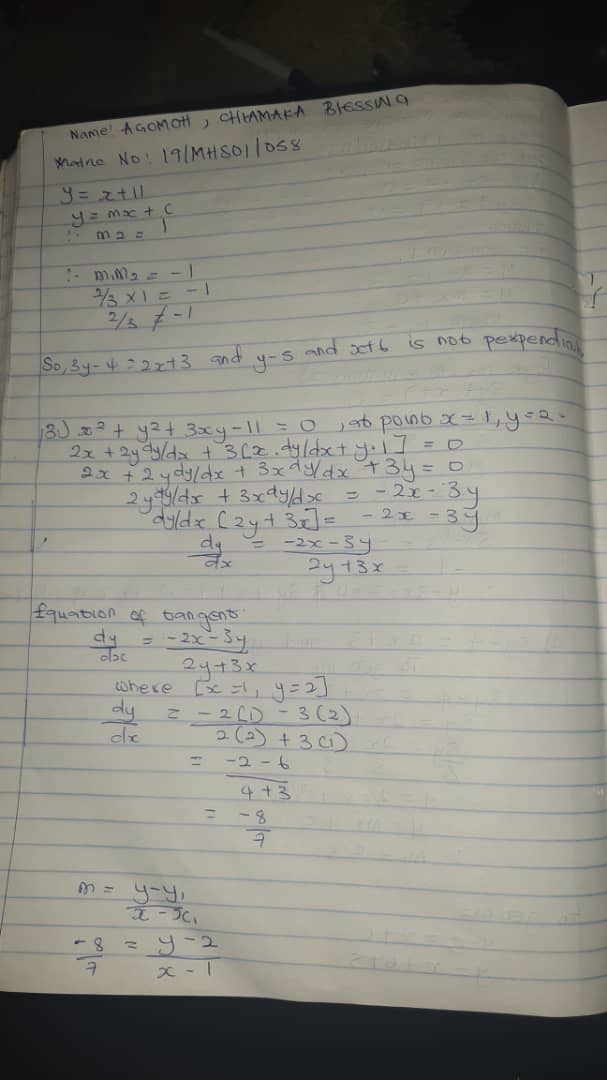 Name: AGOMOH, CHIAMAKA BLESSING
Matric No: 19/MHS01/058
y = x+11
y = mx + c
∴ m2 = 1
∴ m1m2 = -1
2/3 x 1 = -1
2/3 ≠ -1
So, 3y-4 = 2x+3 and y-5 and x+6 is not perpendicular
3) x² + y² + 3xy - 11 = 0, at point x = 1, y = 2.
2x + 2y dy/dx + 3[x . dy/dx + y.1] = 0
2x + 2y dy/dx + 3x dy/dx + 3y = 0
2y dy/dx + 3x dy/dx = -2x - 3y
dy/dx [2y + 3x] = -2x - 3y
dy/dx = -2x - 3y / 2y + 3x
Equation of tangent
dy/dx = -2x - 3y / 2y + 3x
where [x = 1, y = 2]
dy/dx = -2(1) - 3(2) / 2(2) + 3(1)
= -2 - 6 / 4 + 3
= -8/7
m = y - y1 / x - x1
-8/7 = y - 2 / x - 1